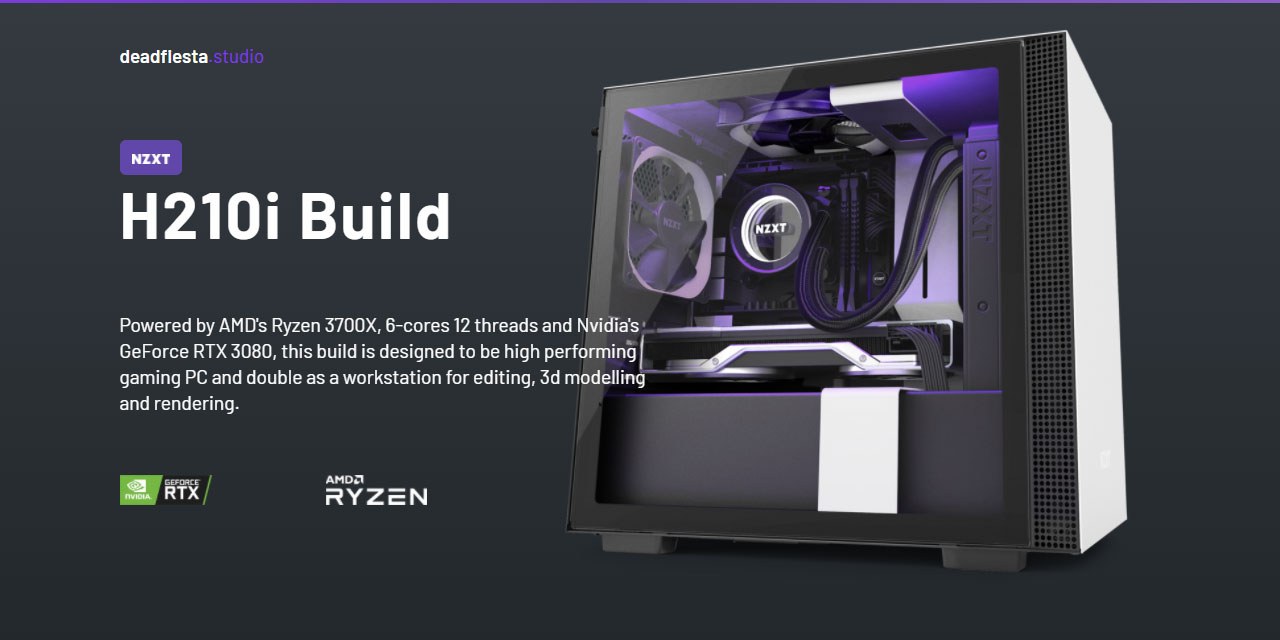 deadfiesta.studio
NZXT
H210i Build
Powered by AMD's Ryzen 3700X, 6-cores 12 threads and Nvidia's
GeForce RTX 3080, this build is designed to be high performing
gaming PC and double as a workstation for editing, 3d modelling
and rendering.
NVIDIA.
GEFORCE
RTX
AMD
RYZEN
NZXT
NZXT
NZXT